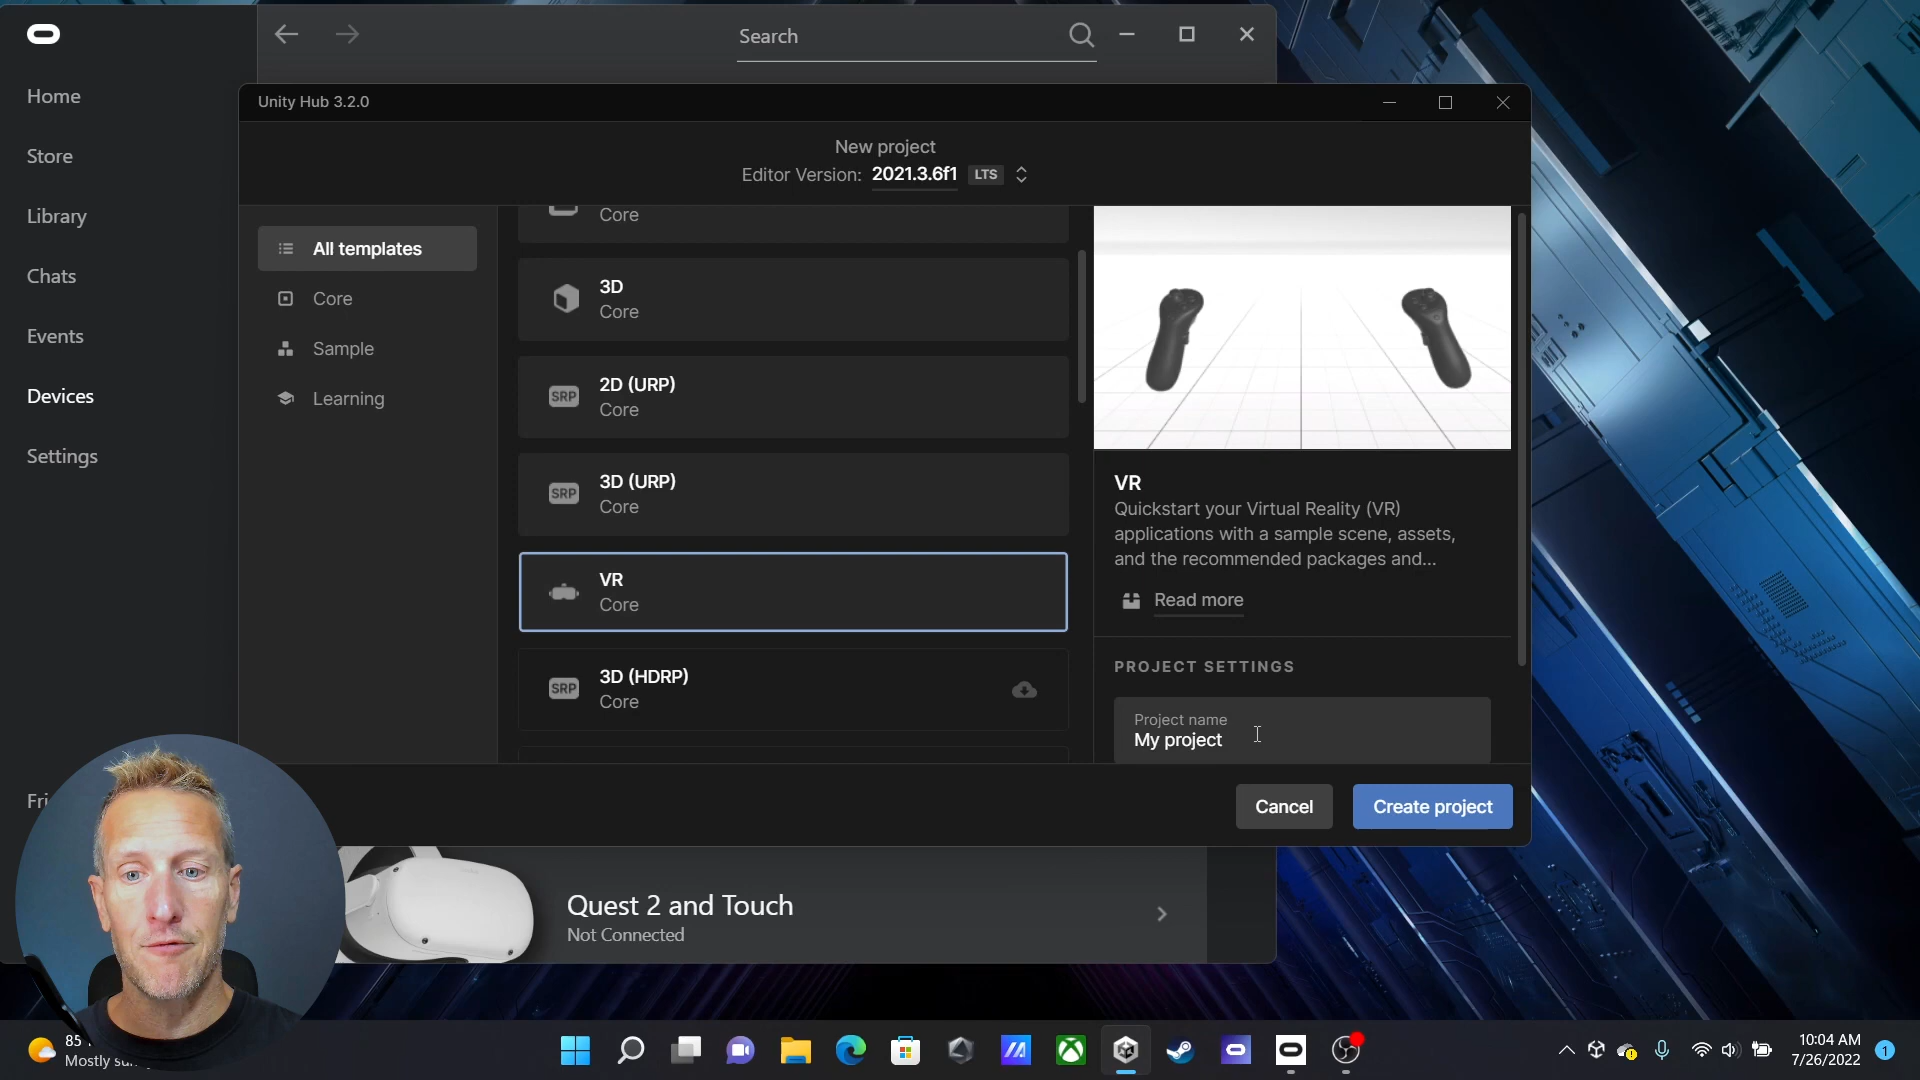 Search
Home
Store
Library
Chats
Events
Devices
Settings
Unity Hub 3.2.0
New project
Editor Version: 2021.3.6f1 LTS
All templates
Core
Sample
Learning
Core
3D
Core
SRP
2D (URP)
Core
SRP
3D (URP)
Core
VR
Core
SRP
3D (HDRP)
Core
VR
Quickstart your Virtual Reality (VR)
applications with a sample scene, assets,
and the recommended packages and...
Read more
PROJECT SETTINGS
Project name
My project
Cancel
Create project
Quest 2 and Touch
Not Connected
85
Mostly
10:04 AM
7/26/2022
1